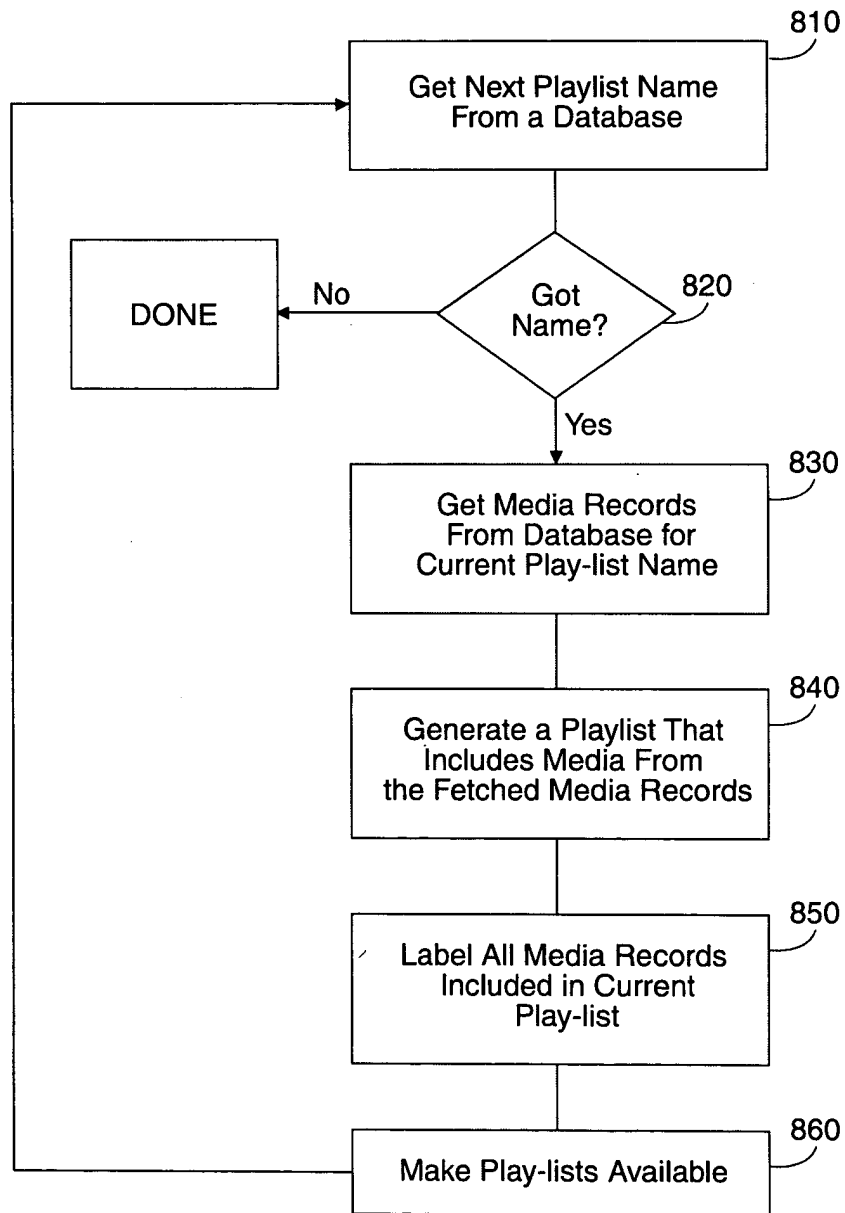 810
Get Next Playlist Name
From a Database
820
Got
Name?
No
DONE
Yes
830
Get Media Records
From Database for
Current Play-list Name
840
Generate a Playlist That
Includes Media From
the Fetched Media Records
850
Label All Media Records
Included in Current
Play-list
860
Make Play-lists Available